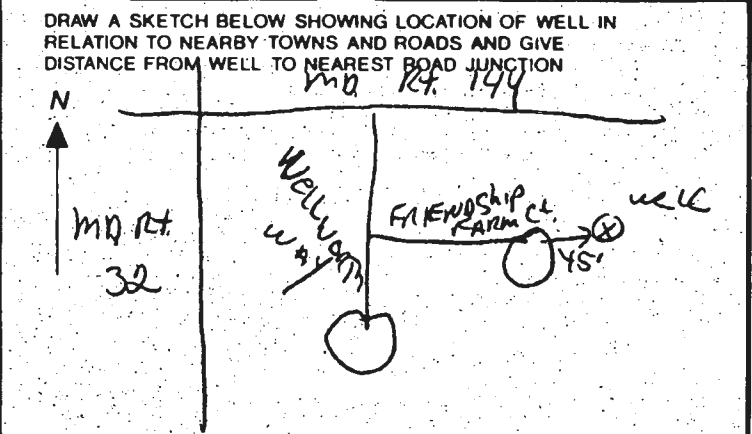 DRAW A SKETCH BELOW SHOWING LOCATION OF WELL IN
RELATION TO NEARBY TOWNS AND ROADS AND GIVE
DISTANCE FROM WELL TO NEAREST ROAD JUNCTION
MD. Rt. 144
N
MD Rt.
32
WellWorth
WAY
FRIENDShip
FARM Ct.
well
45'